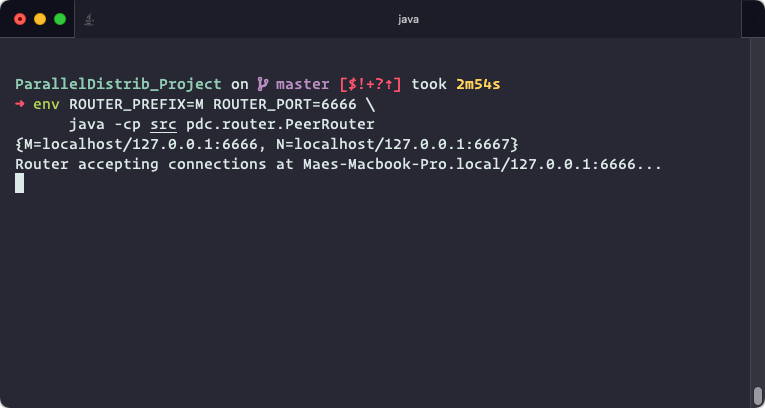 java
ParallelDistrib_Project on master [$!+?⇡] took 2m54s
➜ env ROUTER_PREFIX=M ROUTER_PORT=6666 \
java -cp src pdc.router.PeerRouter
{M=localhost/127.0.0.1:6666, N=localhost/127.0.0.1:6667}
Router accepting connections at Maes-Macbook-Pro.local/127.0.0.1:6666...